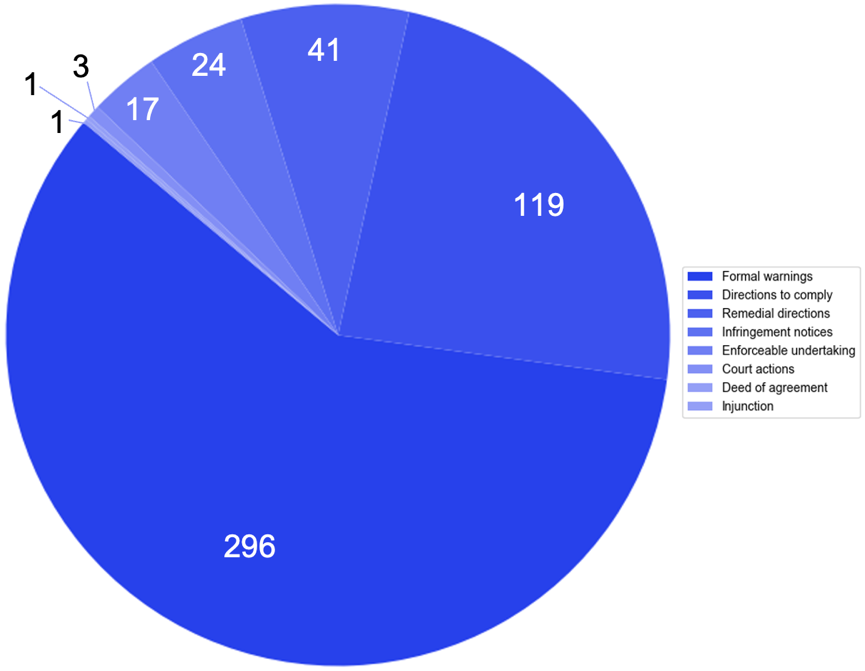 41
24
3
1
17
1
119
296
Formal warnings
Directions to comply
Remedial directions
Infringement notices
Enforceable undertaking
Court actions
Deed of agreement
Injunction